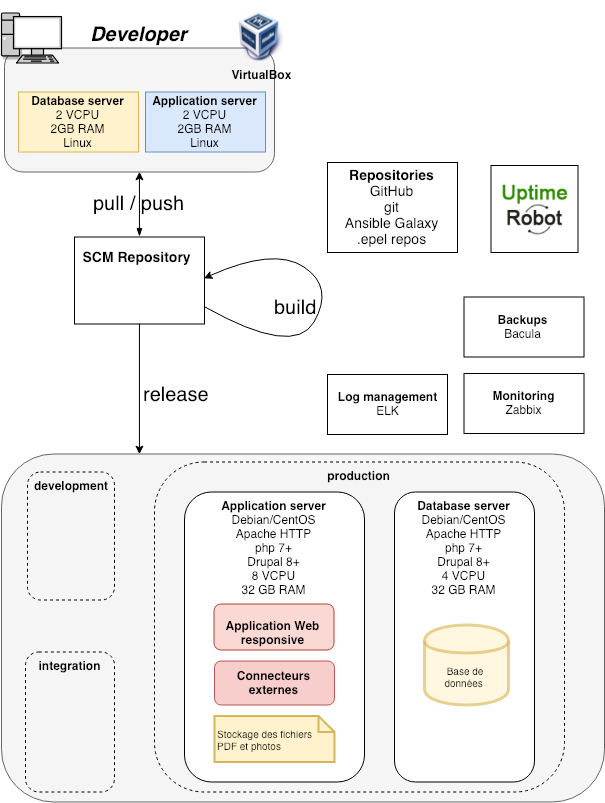 Developer
VirtualBox
Database server
2 VCPU
2GB RAM
Linux
Application server
2 VCPU
2GB RAM
Linux
pull / push
SCM Repository
build
release
Repositories
GitHub
git
Ansible Galaxy
.epel repos
Uptime
Robot
Backups
Bacula
Log management
ELK
Monitoring
Zabbix
development
integration
production
Application server
Debian/CentOS
Apache HTTP
php 7+
Drupal 8+
8 VCPU
32 GB RAM
Application Web
responsive
Connecteurs
externes
Stockage des fichiers
PDF et photos
Database server
Debian/CentOS
Apache HTTP
php 7+
Drupal 8+
4 VCPU
32 GB RAM
Base de
données